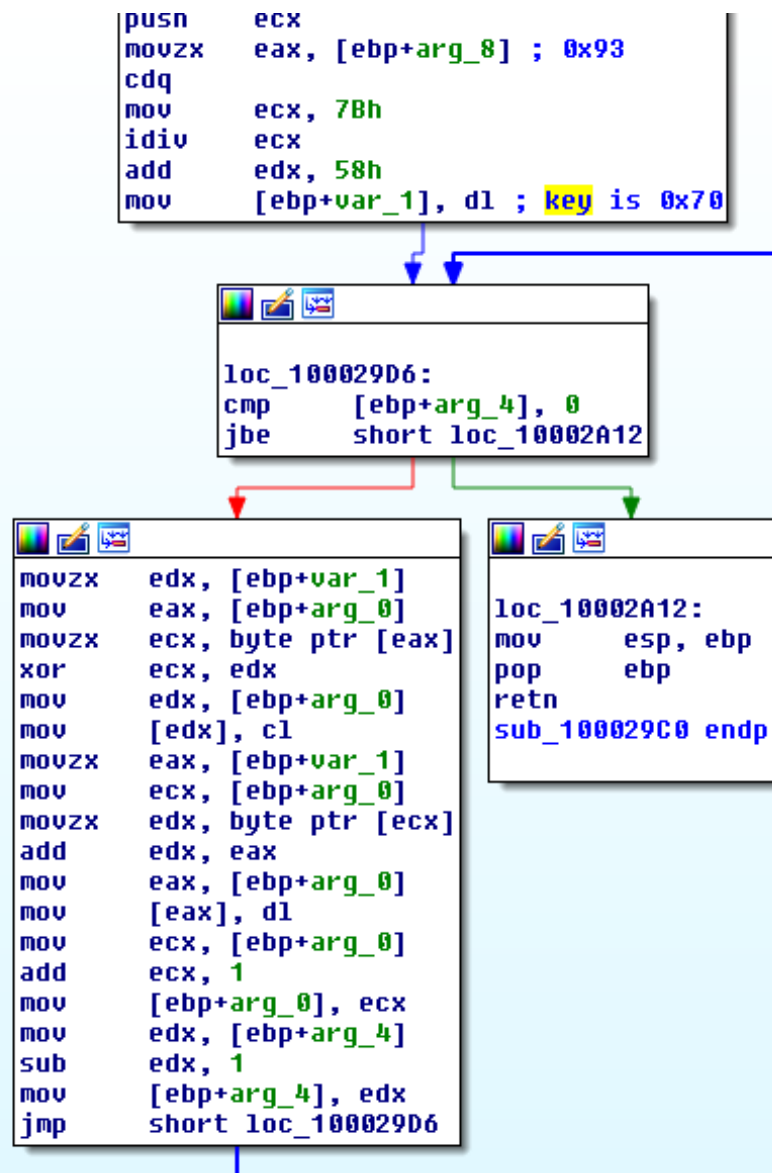 push ecx
movzx eax, [ebp+arg_8] ; 0x93
cdq
mov ecx, 7Bh
idiv ecx
add edx, 58h
mov [ebp+var_1], dl ; key is 0x70
loc_100029D6:
cmp [ebp+arg_4], 0
jbe short loc_10002A12
movzx edx, [ebp+var_1]
mov eax, [ebp+arg_0]
movzx ecx, byte ptr [eax]
xor ecx, edx
mov edx, [ebp+arg_0]
mov [edx], cl
movzx eax, [ebp+var_1]
mov ecx, [ebp+arg_0]
movzx edx, byte ptr [ecx]
add edx, eax
mov eax, [ebp+arg_0]
mov [eax], dl
mov ecx, [ebp+arg_0]
add ecx, 1
mov [ebp+arg_0], ecx
mov edx, [ebp+arg_4]
sub edx, 1
mov [ebp+arg_4], edx
jmp short loc_100029D6
loc_10002A12:
mov esp, ebp
pop ebp
retn
sub_100029C0 endp